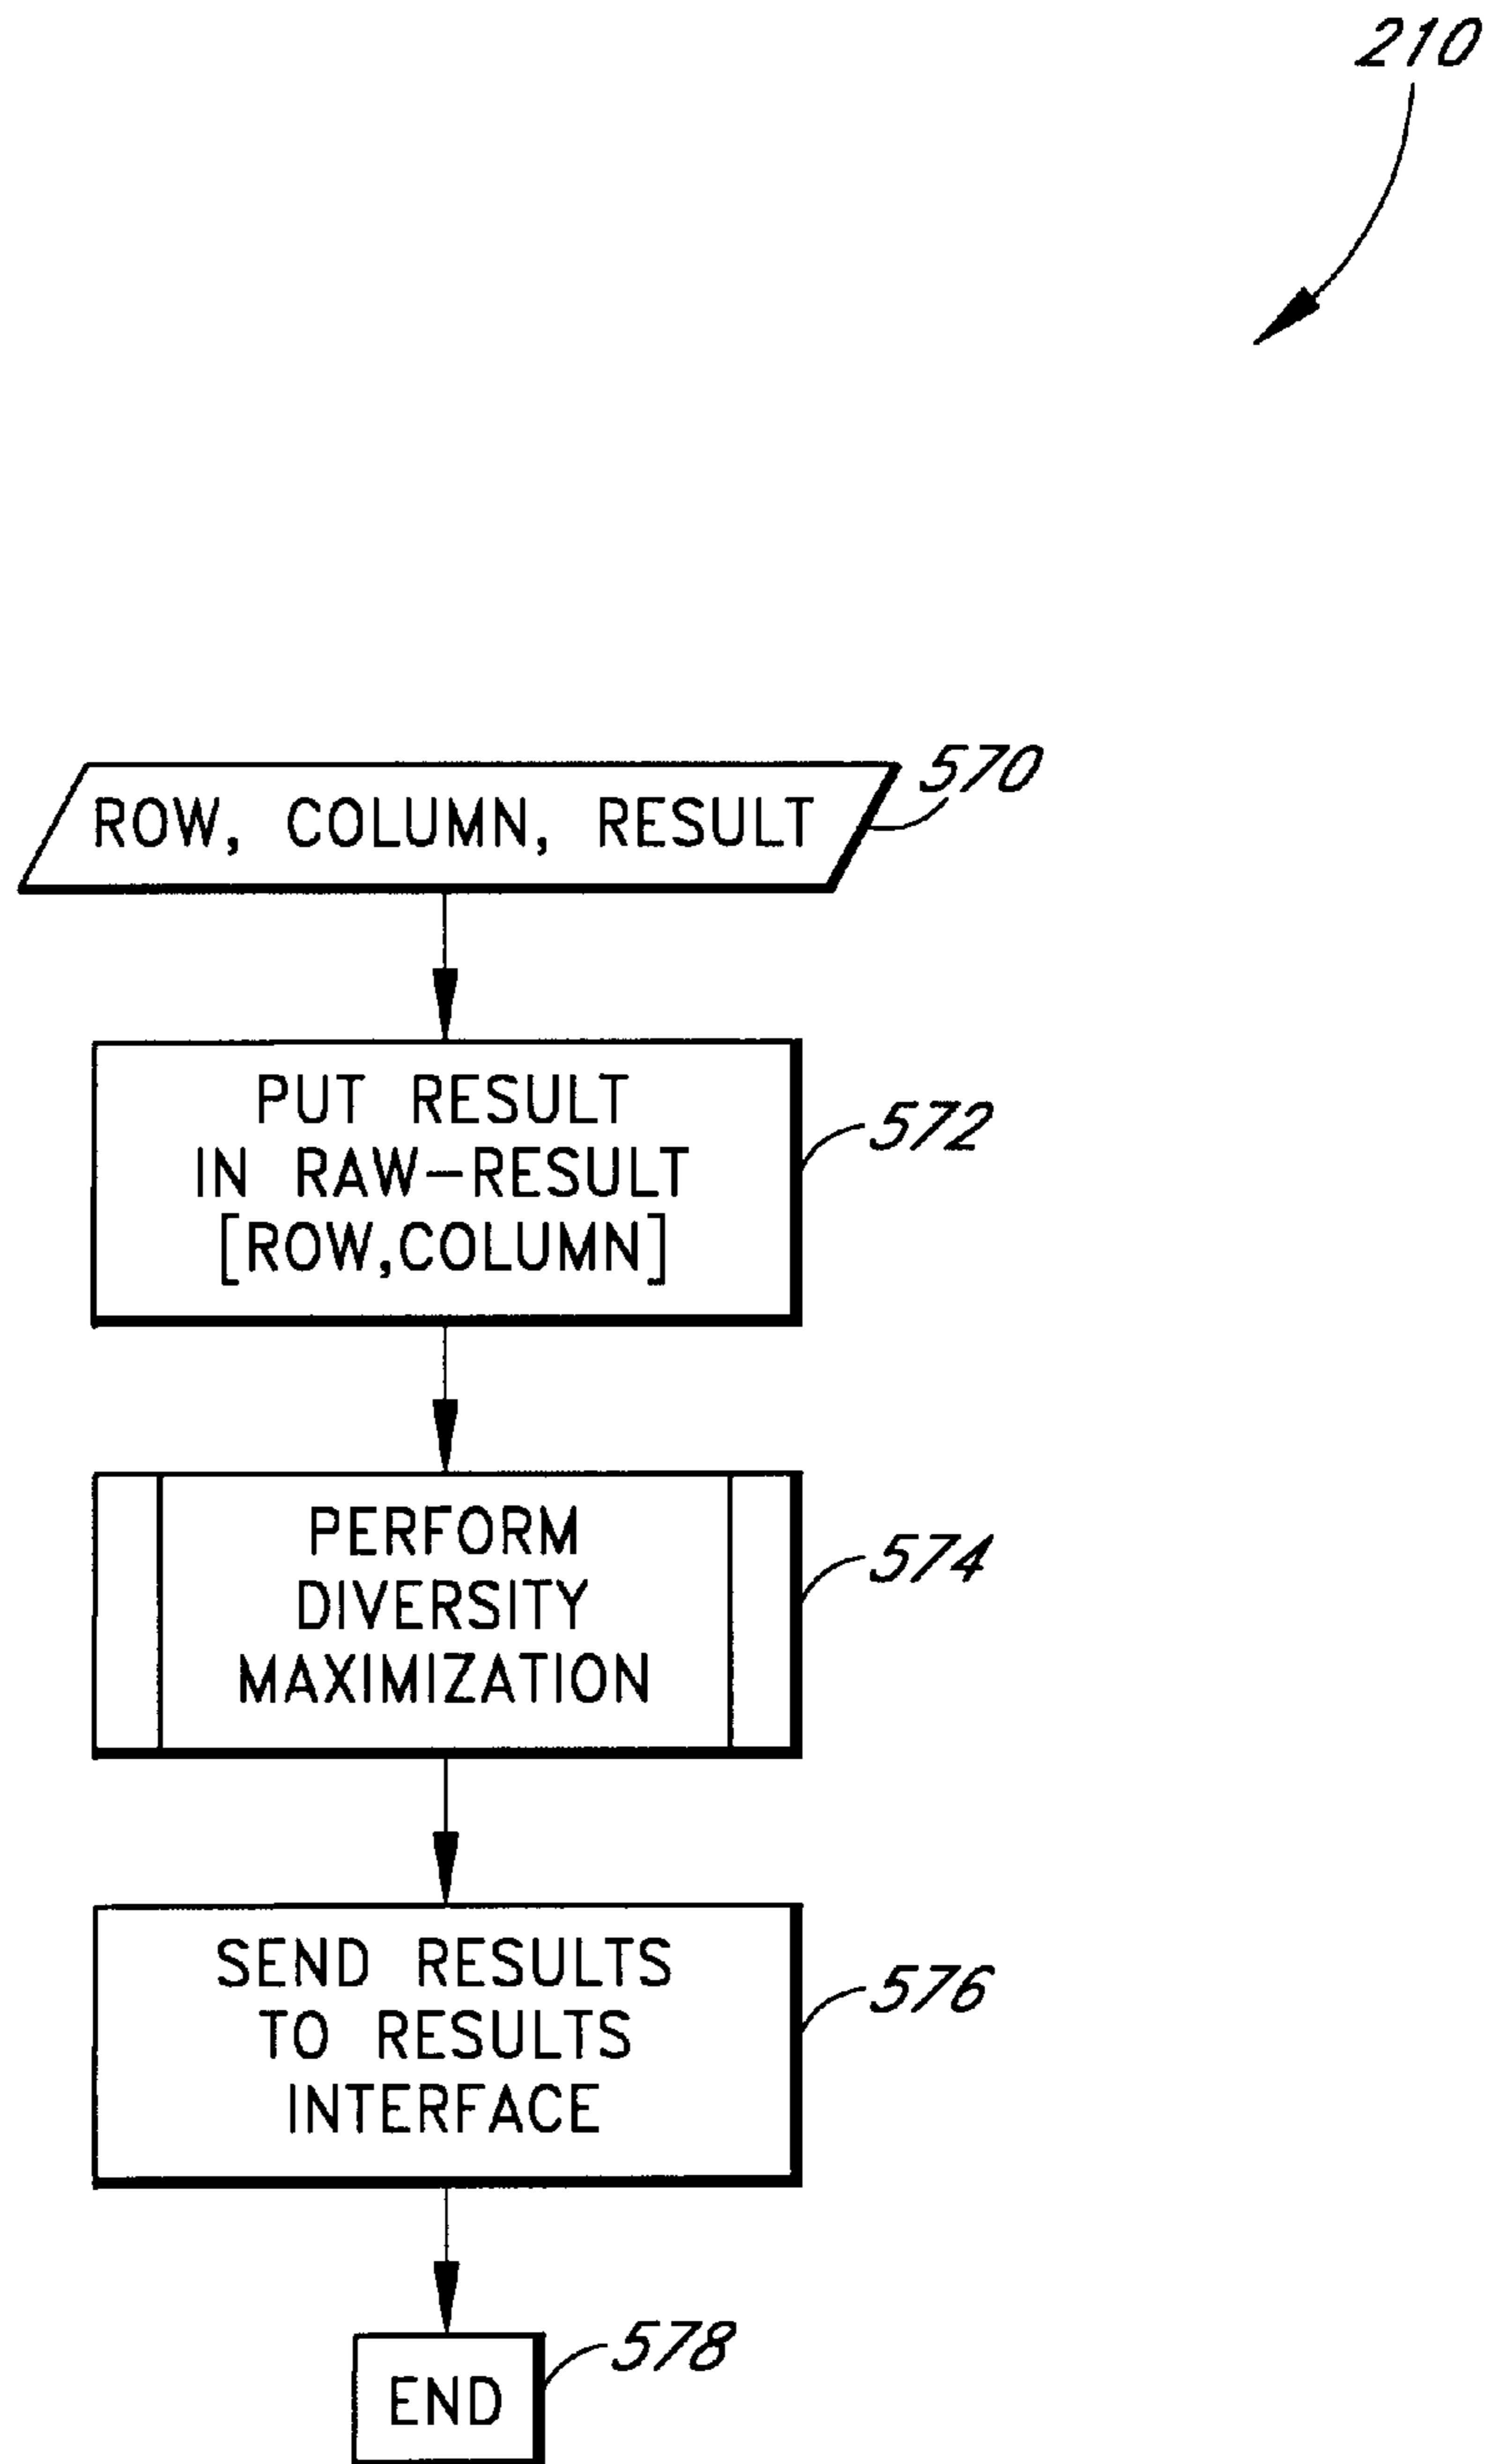 210
ROW, COLUMN, RESULT
570
PUT RESULT
IN RAW-RESULT
[ROW,COLUMN]
572
PERFORM
DIVERSITY
MAXIMIZATION
574
SEND RESULTS
TO RESULTS
INTERFACE
576
END
578